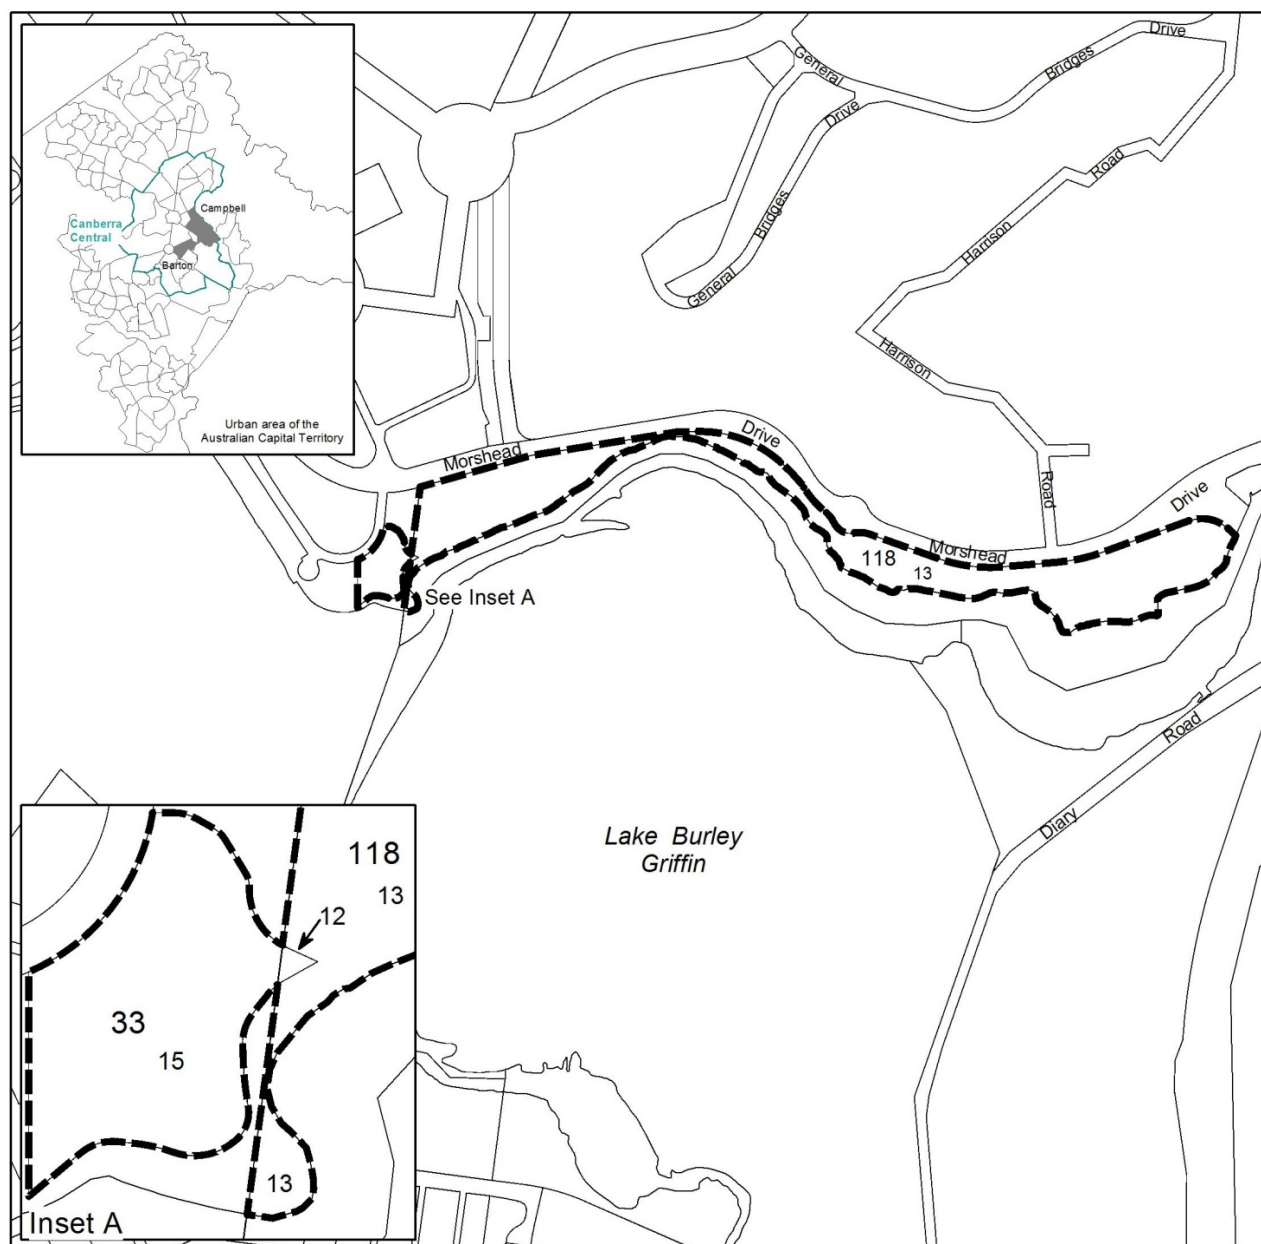 Campbell
Canberra
Central
Barton
Urban area of the
Australian Capital Territory
General
Bridges
Drive
Drive
Bridges
General
Road
Harrison
Harrison
Road
Morshead
Drive
Drive
Morshead
118
13
See Inset A
Road
Diary
Lake Burley
Griffin
118
13
12
33
15
13
Inset A